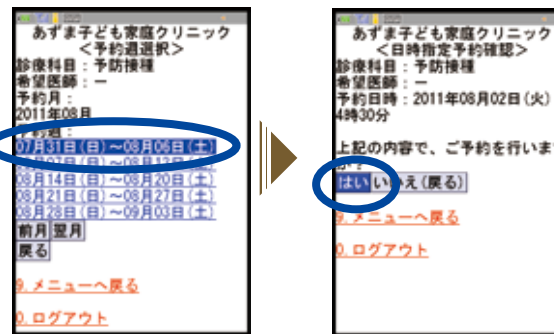 あずま子ども家庭クリニック
＜予約週選択＞
診療科目：予防接種
希望医師：ー
予約月：
2011年08月
予約週：
07月31日(日)～08月06日(土)
08月07日(日)～08月13日(土)
08月14日(日)～08月20日(土)
08月21日(日)～08月27日(土)
08月28日(日)～09月03日(土)
前月 翌月
戻る
9.メニューへ戻る
0.ログアウト
あずま子ども家庭クリニック
＜日時指定予約確認＞
診療科目：予防接種
希望医師：ー
予約日時：2011年08月02日(火)
4時30分
上記の内容で、ご予約を行いま
か？
はい いいえ(戻る)
9.メニューへ戻る
0.ログアウト